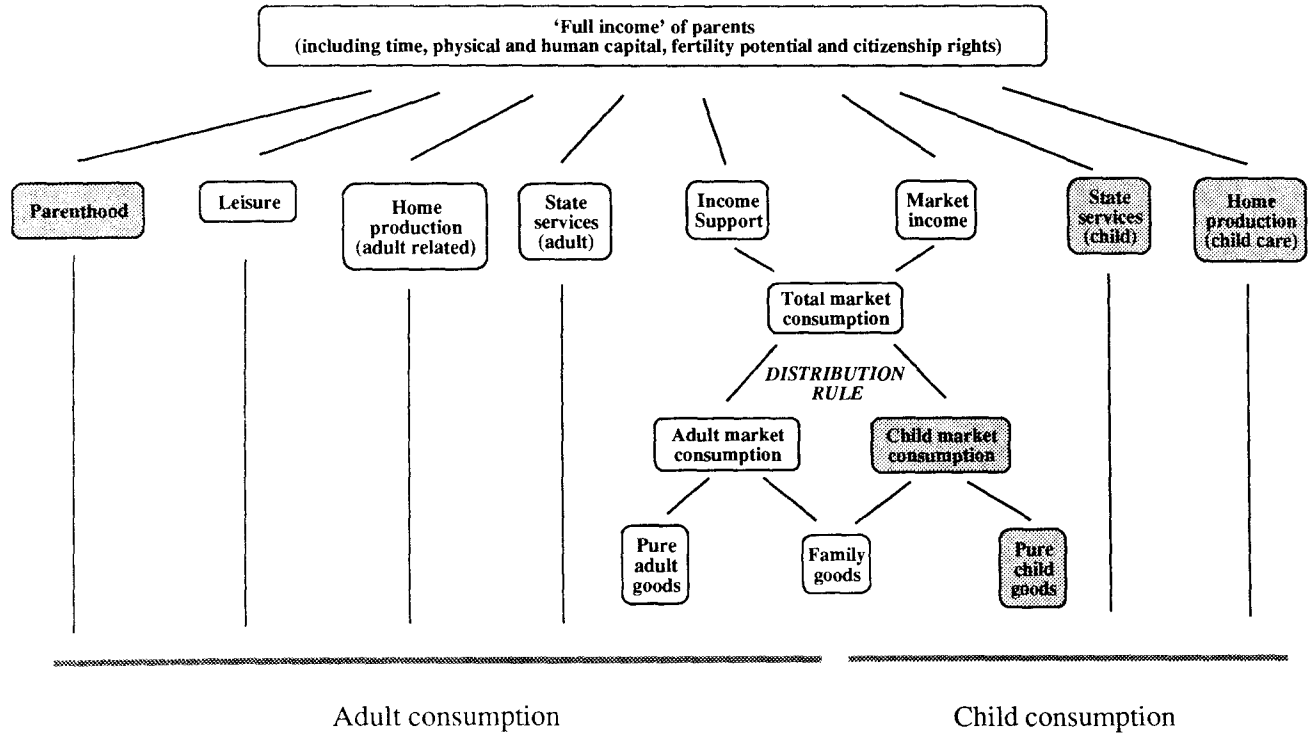 ‘Full income’ of parents
(including time, physical and human capital, fertility potential and citizenship rights)
Parenthood
Leisure
Home
production
(adult related)
State
services
(adult)
Income
Support
Market
income
State
services
(child)
Home
production
(child care)
Total market
consumption
DISTRIBUTION
RULE
Adult market
consumption
Child market
consumption
Pure
adult
goods
Family
goods
Pure
child
goods
Adult consumption
Child consumption